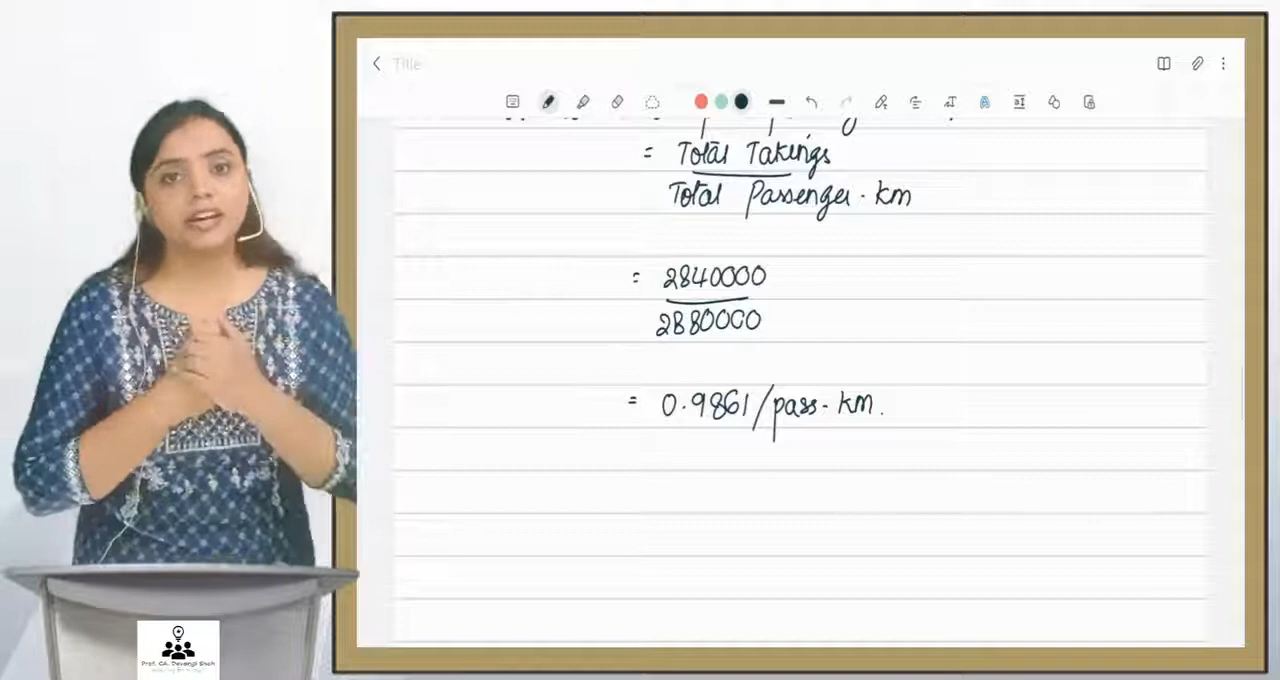 Title
= Total Takings
Total Passenger-km
= 2840000
2880000
= 0.9861/pass-km.
Prof. CA. Devangi Shah